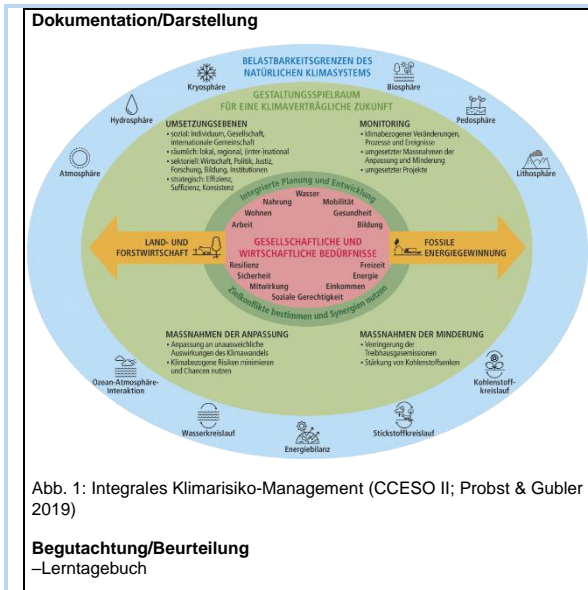 Dokumentation/Darstellung
BELASTBARKEITSGRENZEN DES
NATÜRLICHEN KLIMASYSTEMS
Kryosphäre
Biosphäre
Hydrosphäre
Pedosphäre
Atmosphäre
Lithosphäre
GESTALTUNGSSPIELRAUM
FÜR EINE KLIMAVERTRÄGLICHE ZUKUNFT
UMSETZUNGSEBENEN
• sozial: Individuum, Gesellschaft,
internationale Gemeinschaft
• räumlich: lokal, regional, (inter-)national
• sektoriell: Wirtschaft, Politik, Justiz,
Forschung, Bildung, Institutionen
• strategisch: Effizienz,
Suffizienz, Konsistenz
MONITORING
• klimabezogener Veränderungen,
Prozesse und Ereignisse
• umgesetzter Massnahmen der
Anpassung und Minderung
• umgesetzter Projekte
Integrierte Planung und Entwicklung
Wasser
Nahrung
Mobilität
Wohnen
Gesundheit
Arbeit
Bildung
LAND- UND
FORSTWIRTSCHAFT
GESELLSCHAFTLICHE UND
WIRTSCHAFTLICHE BEDÜRFNISSE
FOSSILE
ENERGIEGEWINNUNG
Resilienz
Freizeit
Sicherheit
Energie
Mitwirkung
Einkommen
Soziale Gerechtigkeit
Zielkonflikte bestimmen und Synergien nutzen
MASSNAHMEN DER ANPASSUNG
• Anpassung an unausweichliche
Auswirkungen des Klimawandels
• Klimabezogene Risiken minimieren
und Chancen nutzen
MASSNAHMEN DER MINDERUNG
• Verringerung der
Treibhausgasemissionen
• Stärkung von Kohlenstoffsenken
Ozean-Atmosphäre-
Interaktion
Kohlenstoff-
kreislauf
Wasserkreislauf
Stickstoffkreislauf
Energiebilanz
Abb. 1: Integrales Klimarisiko-Management (CCESO II; Probst & Gubler
2019)
Begutachtung/Beurteilung
–Lerntagebuch